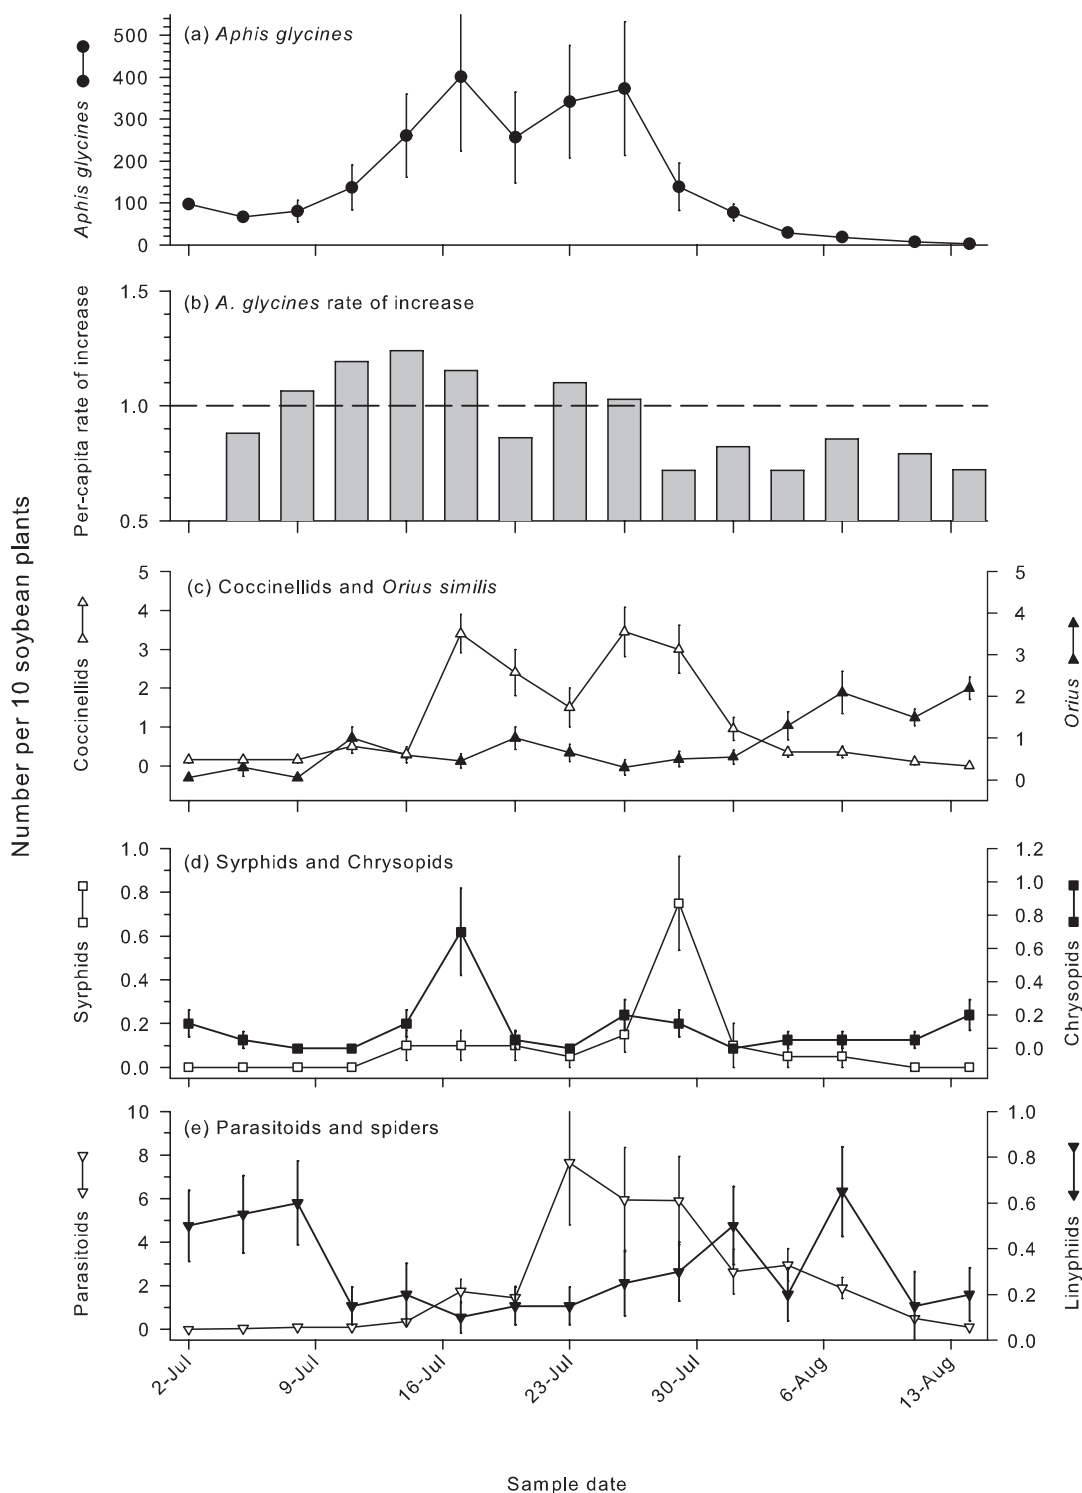 Number per 10 soybean plants
(a) Aphis glycines
Aphis glycines
500
400
300
200
100
0
(b) A. glycines rate of increase
Per-capita rate of increase
1.5
1.0
0.5
(c) Coccinellids and Orius similis
Coccinellids
5
4
3
2
1
0
5
4
3
2
1
0
Orius
(d) Syrphids and Chrysopids
Syrphids
1.0
0.8
0.6
0.4
0.2
0.0
1.2
1.0
0.8
0.6
0.4
0.2
0.0
Chrysopids
(e) Parasitoids and spiders
Parasitoids
10
8
6
4
2
0
1.0
0.8
0.6
0.4
0.2
0.0
Linyphiids
2-Jul
9-Jul
16-Jul
23-Jul
30-Jul
6-Aug
13-Aug
Sample date